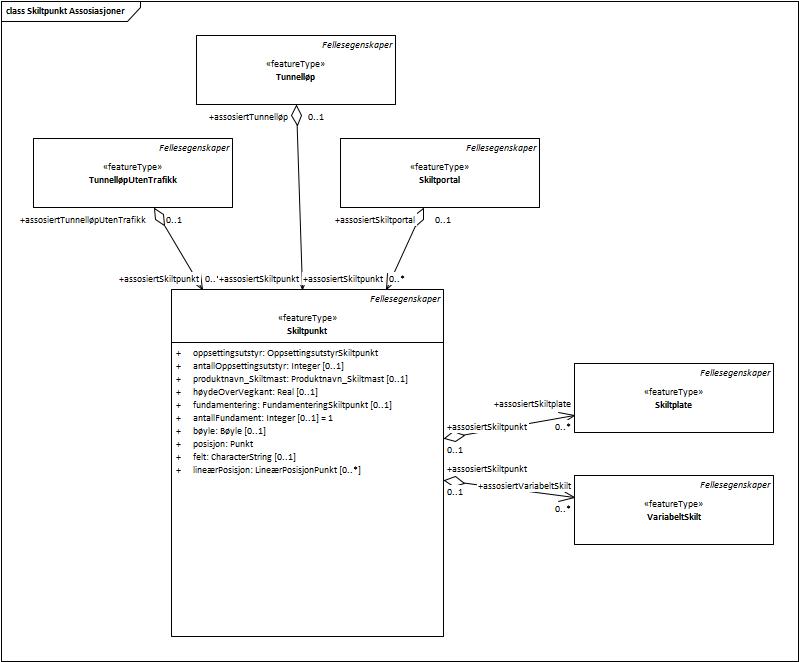 class Skiltpunkt Assosiasjoner
Fellesegenskaper
«featureType»
Tunnelløp
+assosiertTunnelløp 0..1
Fellesegenskaper
«featureType»
TunnelløpUtenTrafikk
Fellesegenskaper
«featureType»
Skiltportal
+assosiertTunnelløpUtenTrafikk 0..1
+assosiertSkiltportal 0..1
+assosiertSkiltpunkt 0..* +assosiertSkiltpunkt +assosiertSkiltpunkt 0..*
Fellesegenskaper
«featureType»
Skiltpunkt
+ oppsettingsutstyr: OppsettingsutstyrSkiltpunkt
+ antallOppsettingsutstyr: Integer [0..1]
+ produktnavn_Skiltmast: Produktnavn_Skiltmast [0..1]
+ høydeOverVegkant: Real [0..1]
+ fundamentering: FundamenteringSkiltpunkt [0..1]
+ antallFundament: Integer [0..1] = 1
+ bøyle: Bøyle [0..1]
+ posisjon: Punkt
+ felt: CharacterString [0..1]
+ lineærPosisjon: LineærPosisjonPunkt [0..*]
Fellesegenskaper
«featureType»
Skiltplate
+assosiertSkiltplate
+assosiertSkiltpunkt 0..*
0..1
+assosiertSkiltpunkt
+assosiertVariabeltSkilt
0..1
0..*
Fellesegenskaper
«featureType»
VariabeltSkilt